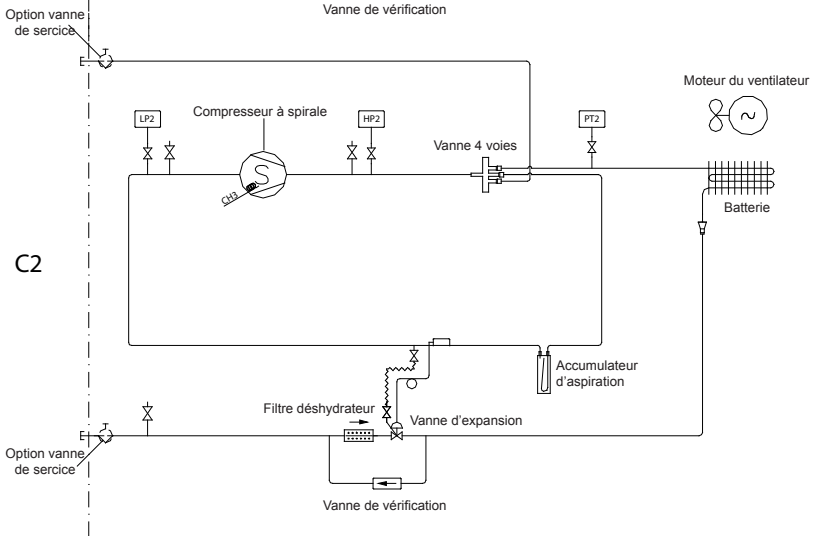 Vanne de vérification
Option vanne
de sercice
LP2
Compresseur à spirale
HP2
Vanne 4 voies
PT2
Moteur du ventilateur
S
CH3
Batterie
C2
Accumulateur
d'aspiration
Filtre déshydrateur
Vanne d'expansion
Option vanne
de sercice
Vanne de vérification